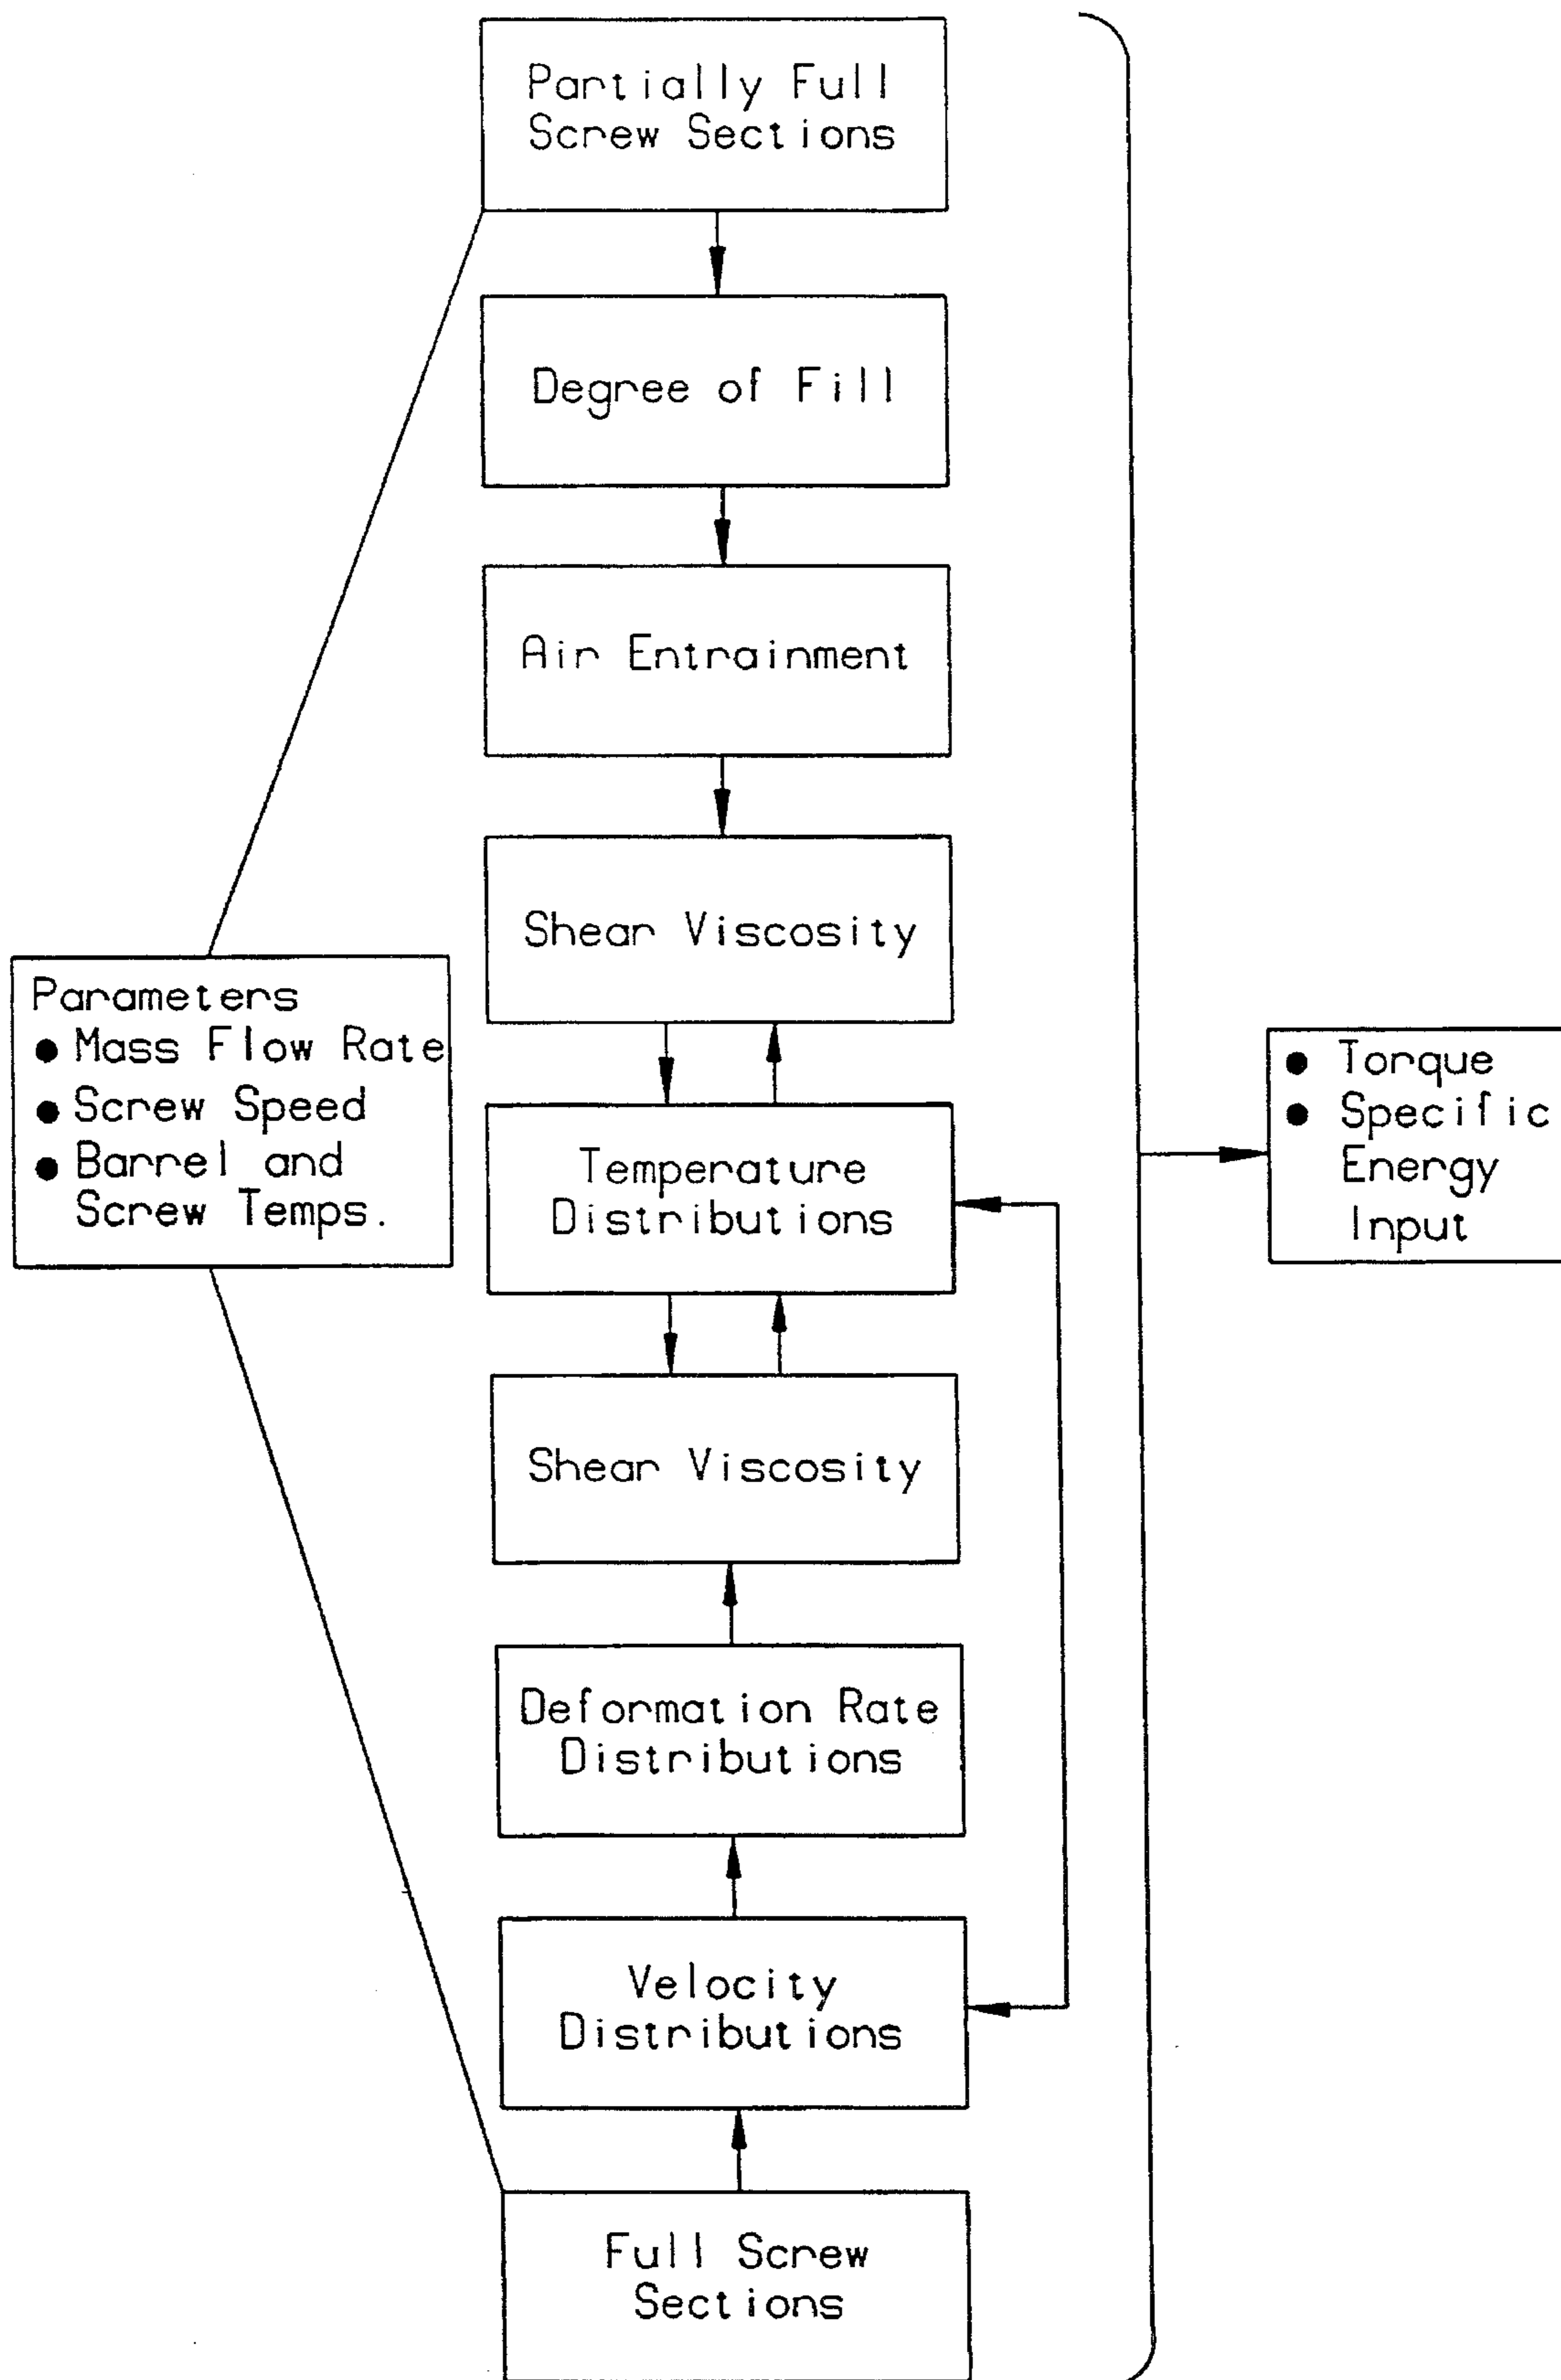 Partially Full
Screw Sections
Degree of Fill
Air Entrainment
Shear Viscosity
Parameters
● Mass Flow Rate
● Screw Speed
● Barrel and
Screw Temps.
Temperature
Distributions
● Torque
● Specific
Energy
Input
Shear Viscosity
Deformation Rate
Distributions
Velocity
Distributions
Full Screw
Sections